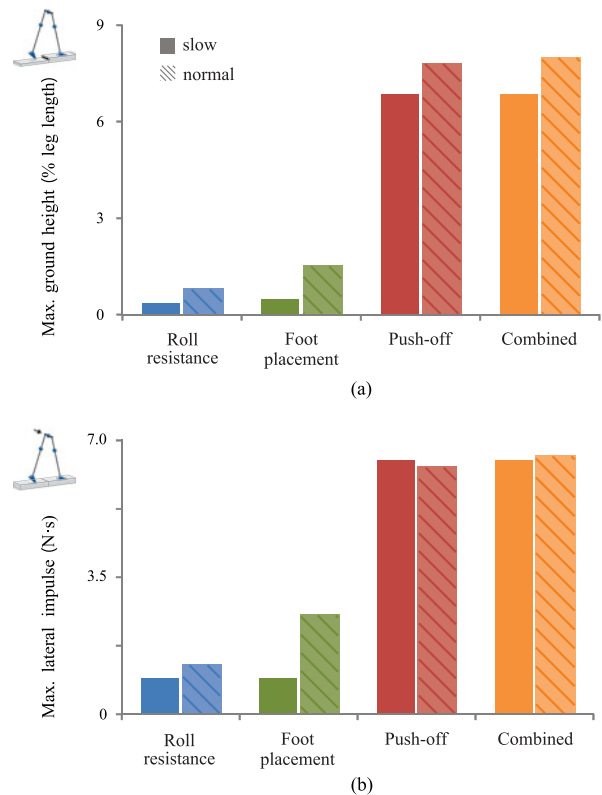 Max. ground height (% leg length)
9
6
3
0
slow
normal
Roll resistance
Foot placement
Push-off
Combined
(a)
Max. lateral impulse (N·s)
7.0
3.5
0
Roll resistance
Foot placement
Push-off
Combined
(b)